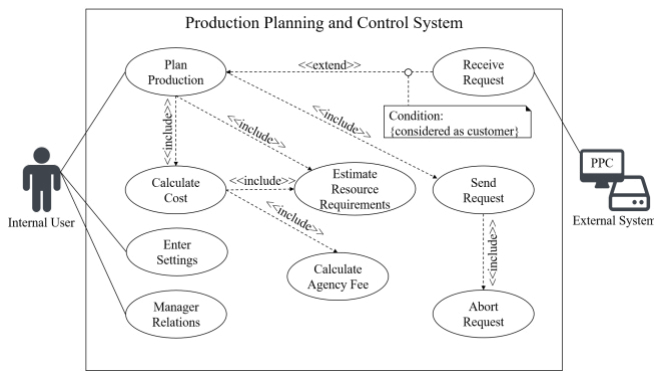 Production Planning and Control System
Plan
Production
<<extend>>
Receive
Request
<<include>>
<<include>>
<<include>>
Condition:
{considered as customer}
PPC
Internal User
External System
Calculate
Cost
<<include>>
Estimate
Resource
Requirements
Send
Request
<<include>>
<<include>>
Enter
Settings
Calculate
Agency Fee
Manager
Relations
Abort
Request